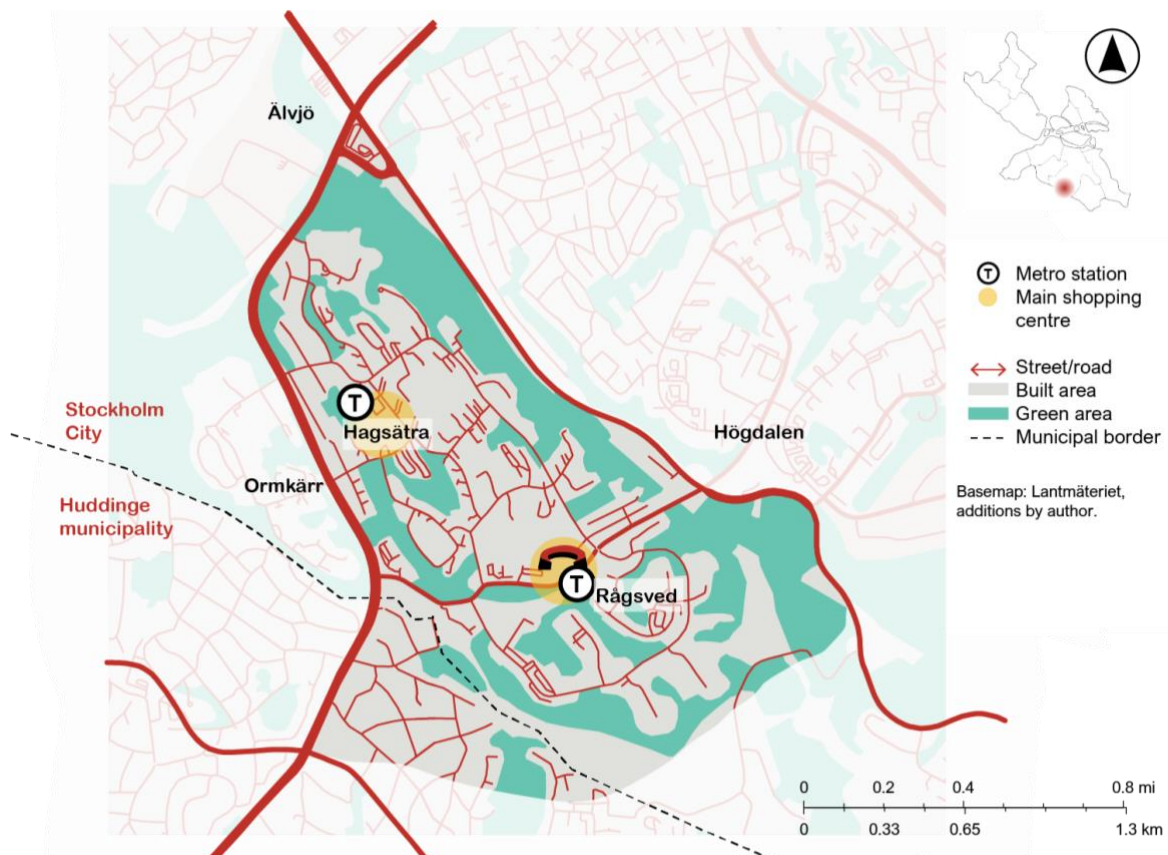 Älvjö
T
Hagsätra
Ormkärr
Stockholm
City
Huddinge
municipality
Högdalen
T
Rågsved
T Metro station
Main shopping
centre
Street/road
Built area
Green area
Municipal border
Basemap: Lantmäteriet,
additions by author.
0 0.2 0.4 0.8 mi
0 0.33 0.65 1.3 km